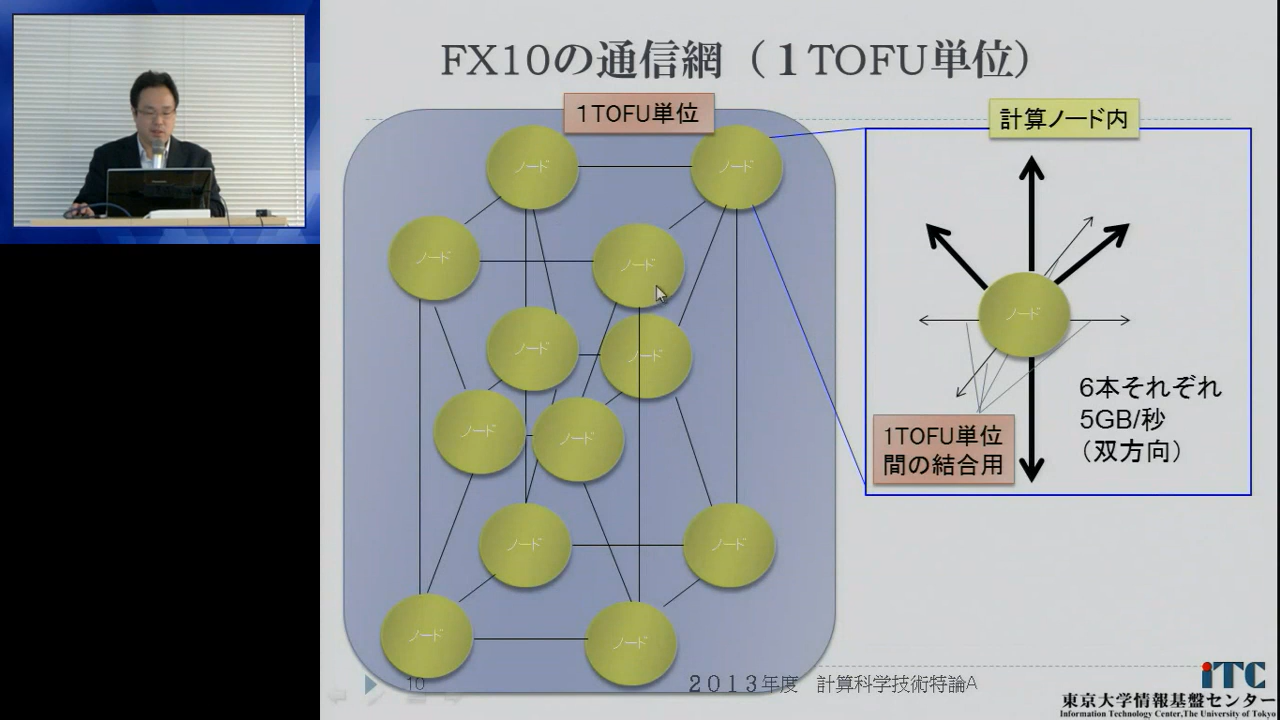 FX10の通信網（１TOFU単位）
1TOFU単位
計算ノード内
ノード
ノード
ノード
ノード
ノード
ノード
ノード
ノード
ノード
ノード
ノード
ノード
ノード
6本それぞれ
5GB/秒
（双方向）
1TOFU単位
間の結合用
10
２０１３年度　計算科学技術特論A
iTC
東京大学情報基盤センター
Information Technology Center,The University of Tokyo